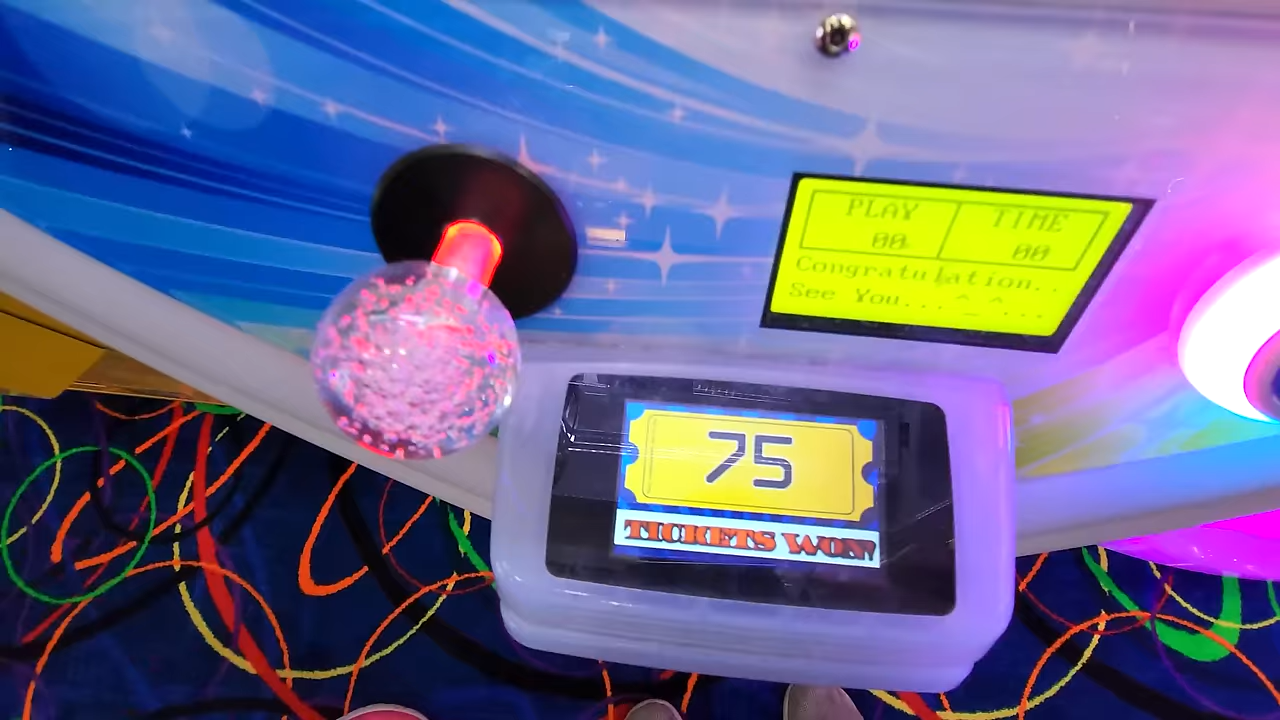 PLAY TIME
00 00
Congratulation..
See You...^_^...
75
TICKETS WON!